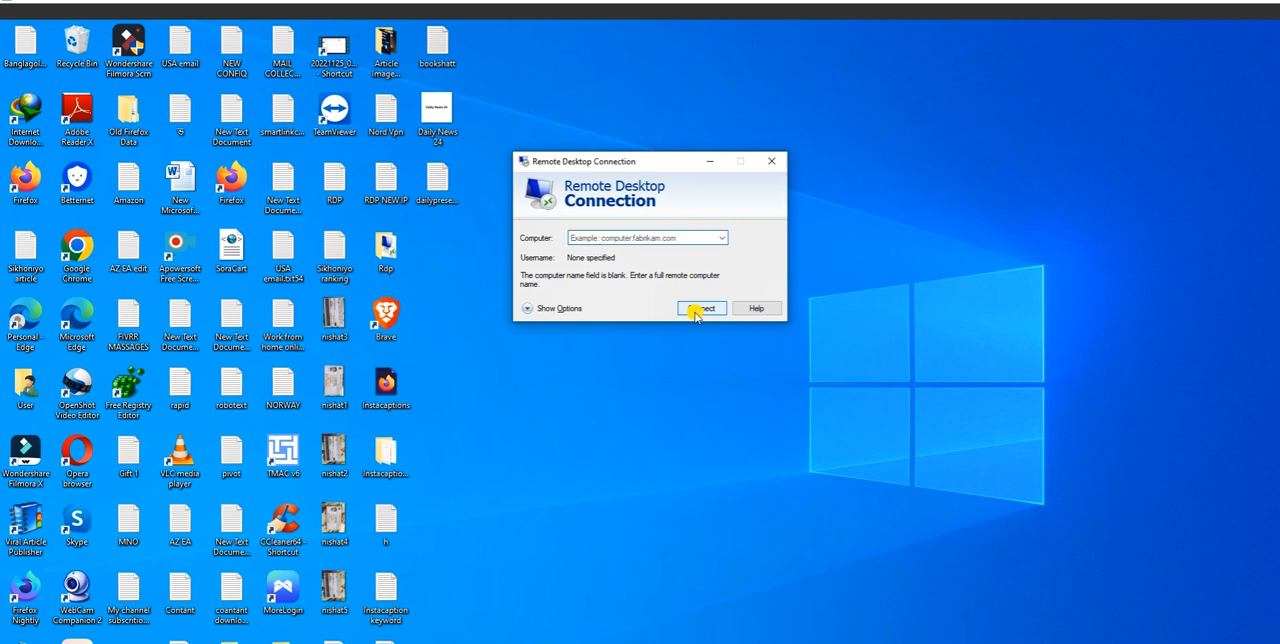 Banglagol...
Recycle Bin
Wondershare
Filmora Scrn
USA email
NEW
CONFIQ
MAIL
COLLEC...
20221125_0...
- Shortcut
Article
Image...
bookshatt
Internet
Downlo...
Adobe
Reader X
Old Firefox
Data
New Text
Document
smartlinkc...
TeamViewer
Nord Vpn
Daily News
24
Firefox
Betternet
Amazon
New
Microsof...
Firefox
New Text
Docume...
RDP
RDP NEW IP
dailyprese...
Sikhoniyo
article
Google
Chrome
AZ EA edit
Apowersoft
Free Scre...
SoraCart
USA
email.txt54
Sikhoniyo
ranking
Rdp
Personal -
Edge
Microsoft
Edge
FIVRR
MASSAGES
New Text
Docume...
New Text
Docume...
Work from
home onli...
nishat3
Brave
User
OpenShot
Video Editor
Free Registry
Editor
rapid
robotext
NORWAY
nishat1
Instacaptions
Wondershare
Filmora X
Opera
browser
Gift 1
VLC media
player
pivot
TMAC v6
nishat2
Instacaptio...
Viral Article
Publisher
Skype
MNO
AZ EA
New Text
Docume...
CCleaner64 -
Shortcut
nishat4
h
Firefox
Nightly
WebCam
Companion 2
My channel
subscritio...
Contant
coantant
downlo...
MoreLogin
nishat5
Instacaption
keyword
Remote Desktop Connection
Remote Desktop
Connection
Computer:
Example: computer.fabrikam.com
Username:
None specified
The computer name field is blank. Enter a full remote computer
name.
Show Options
Help